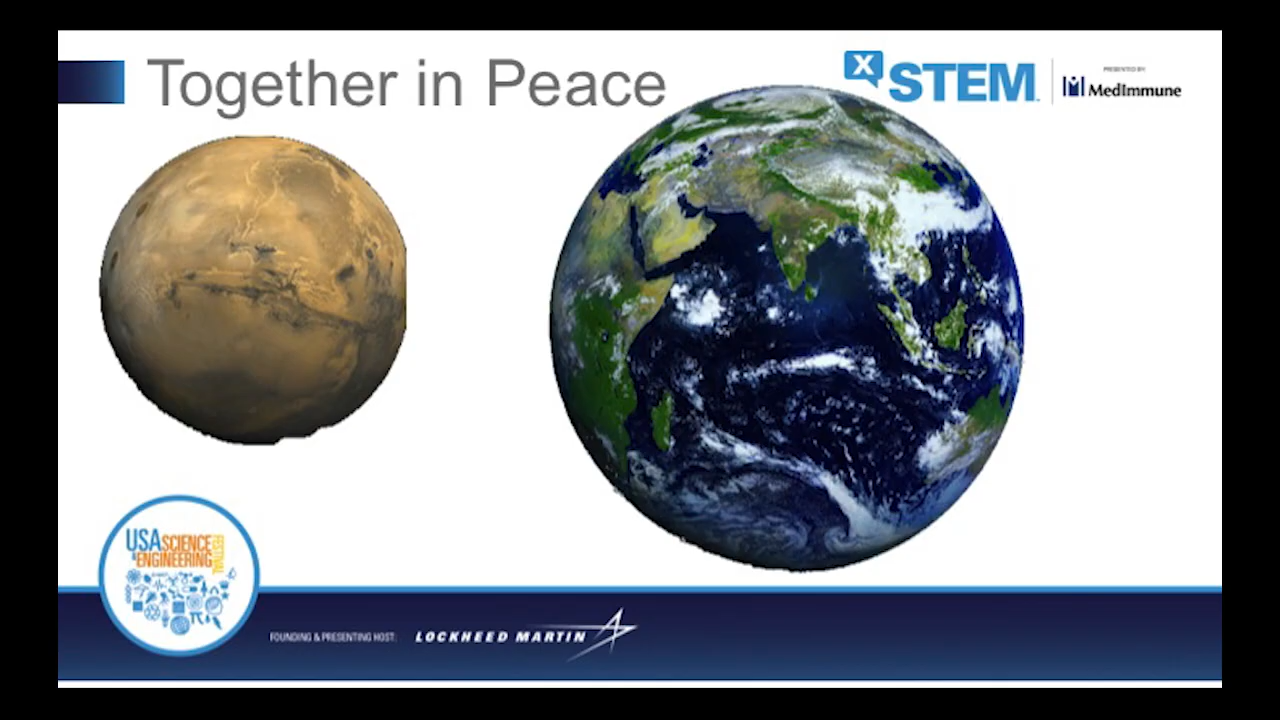 Together in Peace
X
STEM
PRESENTED BY
MedImmune
USA SCIENCE
& ENGINEERING
FESTIVAL
FOUNDING & PRESENTING HOST:
LOCKHEED MARTIN